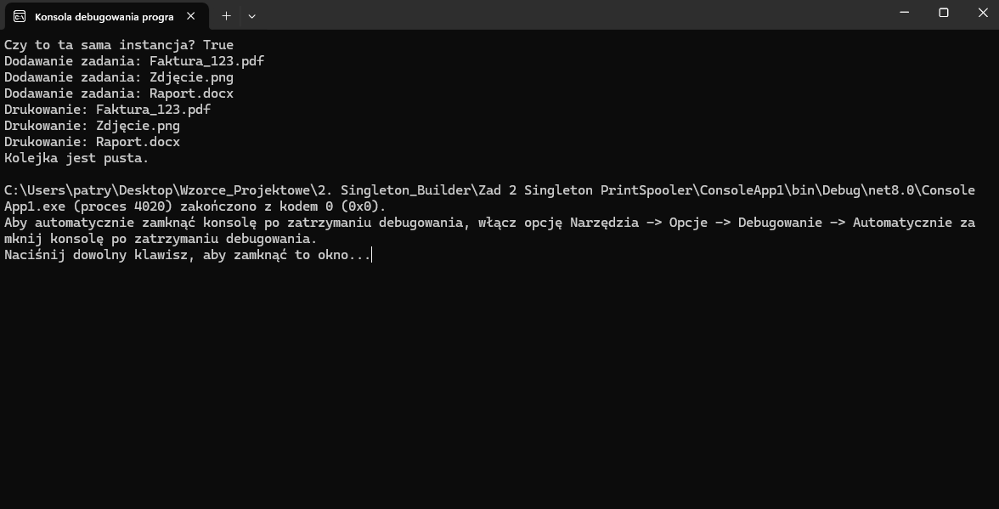 Konsola debugowania progra
Czy to ta sama instancja? True
Dodawanie zadania: Faktura_123.pdf
Dodawanie zadania: Zdjęcie.png
Dodawanie zadania: Raport.docx
Drukowanie: Faktura_123.pdf
Drukowanie: Zdjęcie.png
Drukowanie: Raport.docx
Kolejka jest pusta.
C:\Users\patry\Desktop\Wzorce_Projektowe\2. Singleton_Builder\Zad 2 Singleton PrintSpooler\ConsoleApp1\bin\Debug\net8.0\Console
App1.exe (proces 4020) zakończono z kodem 0 (0x0).
Aby automatycznie zamknąć konsolę po zatrzymaniu debugowania, włącz opcję Narzędzia -> Opcje -> Debugowanie -> Automatycznie za
mknij konsolę po zatrzymaniu debugowania.
Naciśnij dowolny klawisz, aby zamknąć to okno...